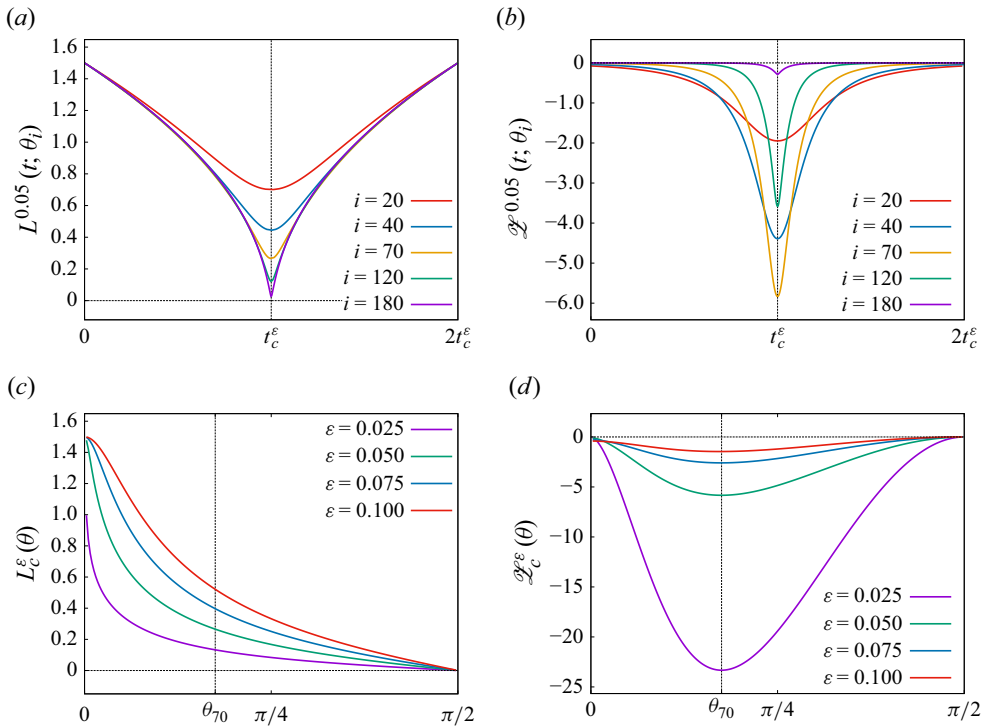 (a)
1.6
1.4
1.2
1.0
0.8
0.6
0.4
0.2
0
L^{0.05}(t; θ_i)
i = 20
i = 40
i = 70
i = 120
i = 180
0
t_c^ε
2t_c^ε
(b)
0
−1.0
−2.0
−3.0
−4.0
−5.0
−6.0
𝒵^{0.05}(t; θ_i)
i = 20
i = 40
i = 70
i = 120
i = 180
0
t_c^ε
2t_c^ε
(c)
1.6
1.4
1.2
1.0
0.8
0.6
0.4
0.2
0
L_c^ε(θ)
ε = 0.025
ε = 0.050
ε = 0.075
ε = 0.100
0
θ_{70}
π/4
π/2
(d)
0
−5
−10
−15
−20
−25
𝒵_c^ε(θ)
ε = 0.025
ε = 0.050
ε = 0.075
ε = 0.100
0
θ_{70}
π/4
π/2